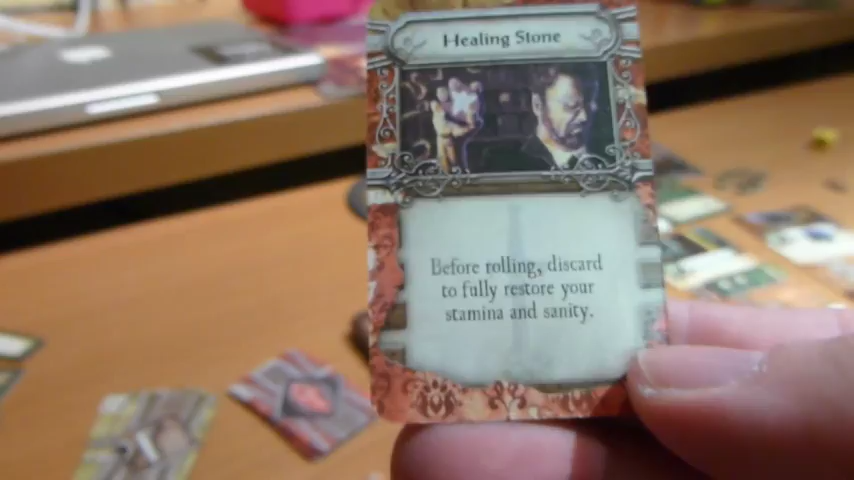 Healing Stone
Before rolling, discard
to fully restore your
stamina and sanity.